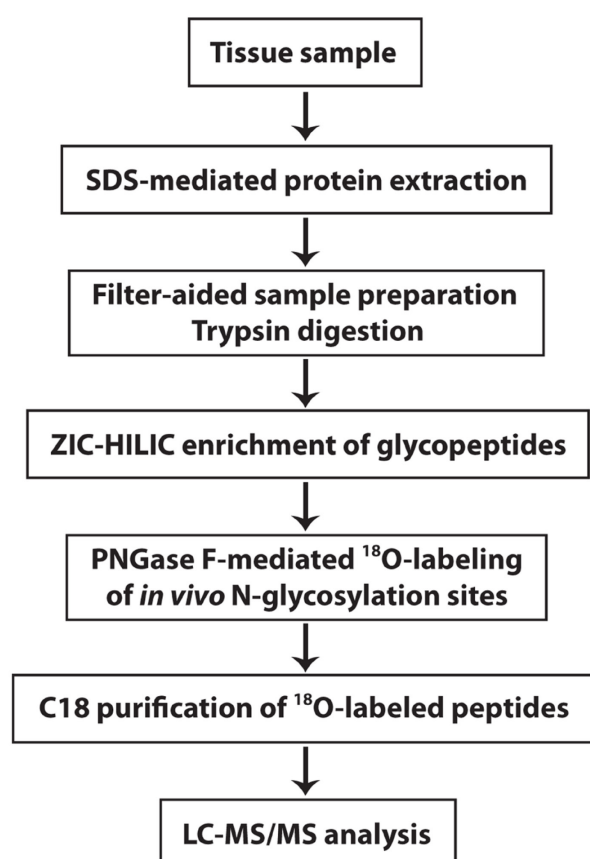 Tissue sample
SDS-mediated protein extraction
Filter-aided sample preparation
Trypsin digestion
ZIC-HILIC enrichment of glycopeptides
PNGase F-mediated ¹⁸O-labeling
of in vivo N-glycosylation sites
C18 purification of ¹⁸O-labeled peptides
LC-MS/MS analysis